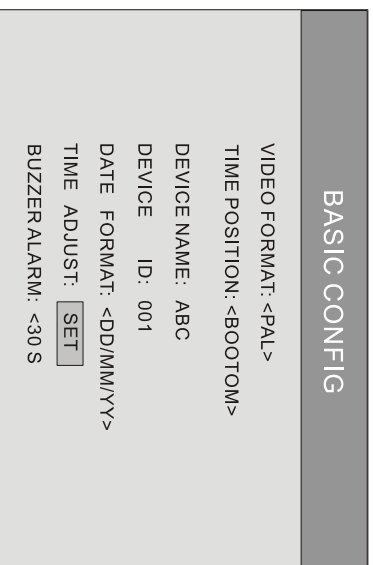 BASIC CONFIG
VIDEO FORMAT: <PAL>
TIME POSITION: <BOOTOM>
DEVICE NAME: ABC
DEVICE ID: 001
DATE FORMAT: <DD/MM/YY>
TIME ADJUST: SET
BUZZER ALARM: <30 S